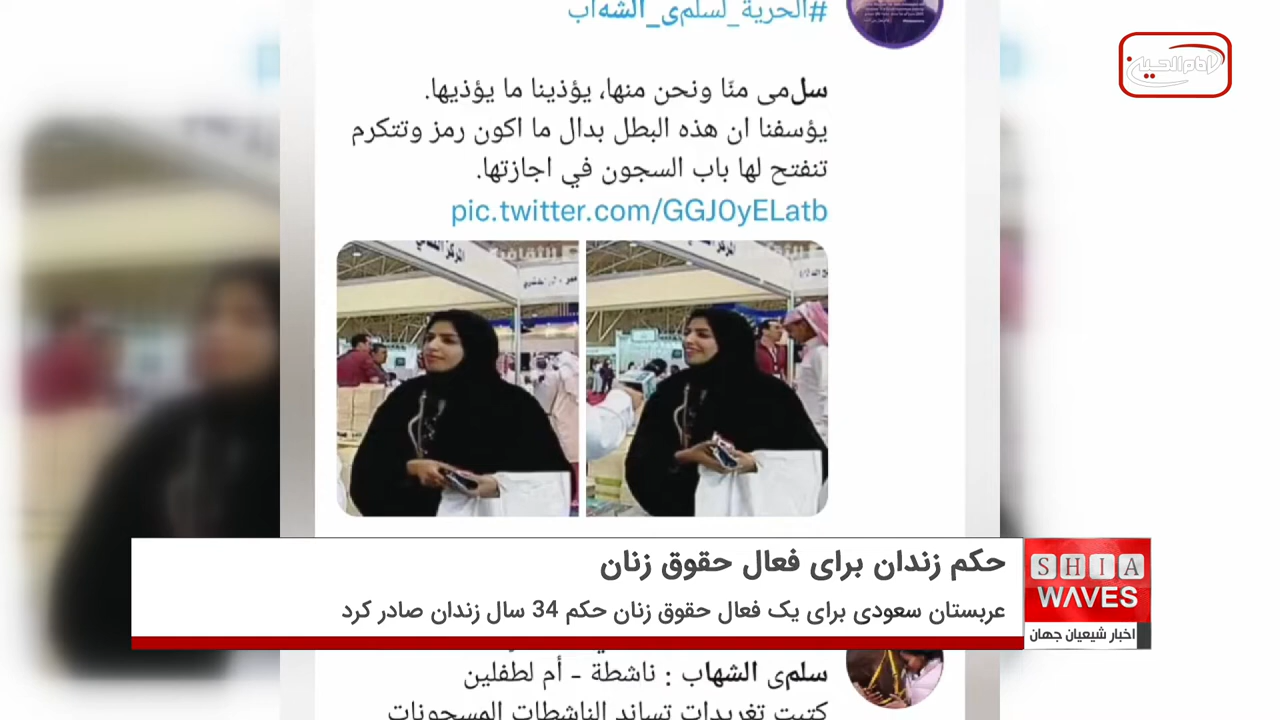 #الحرية_لسلمى_الشهاب
سلمى منّا ونحن منها، يؤذينا ما يؤذيها.
يؤسفنا ان هذه البطل بدال ما اكون رمز وتتكرم
تنفتح لها باب السجون في اجازتها.
pic.twitter.com/GGJ0yELatb
حکم زندان برای فعال حقوق زنان
عربستان سعودی برای یک فعال حقوق زنان حکم 34 سال زندان صادر کرد
SHIA
WAVES
اخبار شیعیان جهان
سلمى الشهاب : ناشطة - أم لطفلين
كتبت تغريدات تساند الناشطات المسجونات